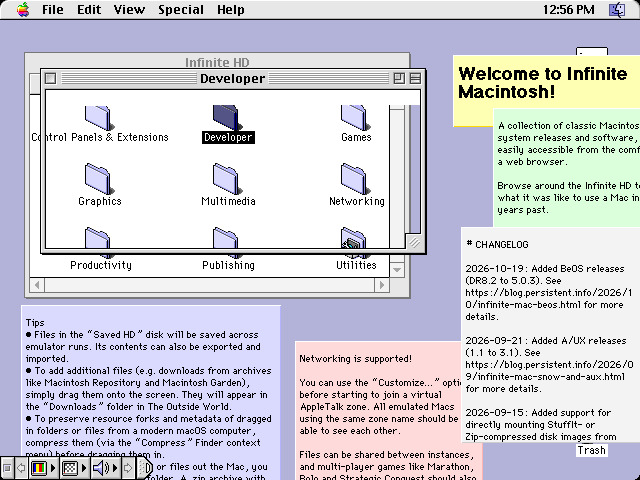 File Edit View Special Help 12:56 PM
Infinite HD
Developer
Control Panels & Extensions Developer Games
Graphics Multimedia Networking
Productivity Publishing Utilities
Welcome to Infinite
Macintosh!
A collection of classic Macintos
system releases and software,
easily accessible from the comf
a web browser.
Browse around the Infinite HD to
what it was like to use a Mac in
years past.
# CHANGELOG
2026-10-19: Added BeOS releases
(DR8.2 to 5.0.3). See
https://blog.persistent.info/2026/1
0/infinite-mac-beos.html for more
details.
2026-09-21: Added A/UX releases
(1.1 to 3.1). See
https://blog.persistent.info/2026/0
9/infinite-mac-snow-and-aux.html
for more details.
2026-09-15: Added support for
directly mounting StuffIt- or
Zip-compressed disk images from
Trash
Tips
● Files in the "Saved HD" disk will be saved across
emulator runs. Its contents can also be exported and
imported.
● To add additional files (e.g. downloads from archives
like Macintosh Repository and Macintosh Garden),
simply drag them onto the screen. They will appear in
the "Downloads" folder in The Outside World.
● To preserve resource forks and metadata of dragged
in folders or files from a modern macOS computer,
compress them (via the "Compress" Finder context
menu) before dragging them in.
or files out the Mac, you
folder. A .zip archive with
Networking is supported!
You can use the "Customize..." optio
before starting to join a virtual
AppleTalk zone. All emulated Macs
using the same zone name should be
able to see each other.
Files can be shared between instances,
and multi-player games like Marathon,
Bolo and Strategic Conquest should also